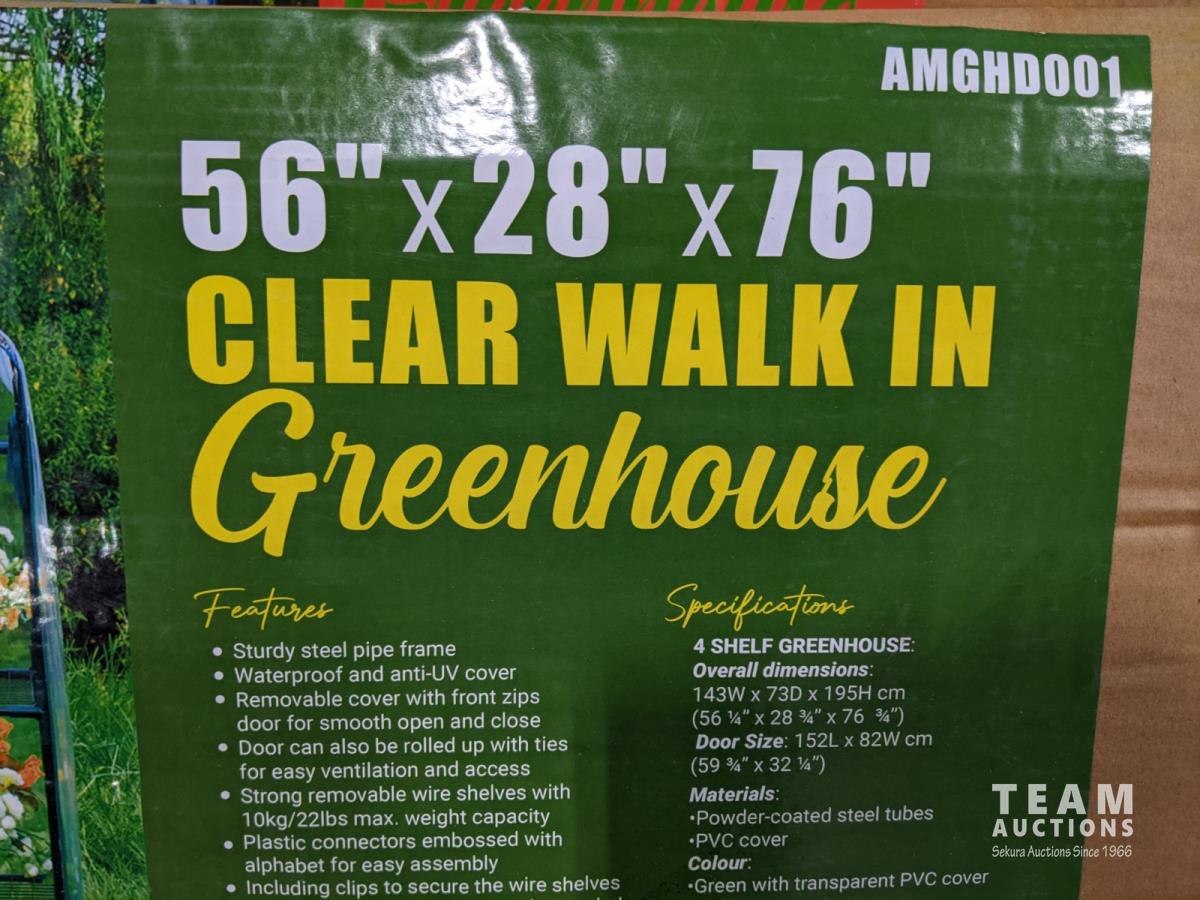 AMGHD001
56" x 28" x 76"
CLEAR WALK IN
Greenhouse
Features
• Sturdy steel pipe frame
• Waterproof and anti-UV cover
• Removable cover with front zips
door for smooth open and close
• Door can also be rolled up with ties
for easy ventilation and access
• Strong removable wire shelves with
10kg/22lbs max. weight capacity
• Plastic connectors embossed with
alphabet for easy assembly
• Including clips to secure the wire shelves
Specifications
4 SHELF GREENHOUSE:
Overall dimensions:
143W x 73D x 195H cm
(56 ¼” x 28 ¾” x 76 ¾”)
Door Size: 152L x 82W cm
(59 ¾” x 32 ¼”)
Materials:
•Powder-coated steel tubes
•PVC cover
Colour:
•Green with transparent PVC cover
TEAM
AUCTIONS
Sekura Auctions Since 1966